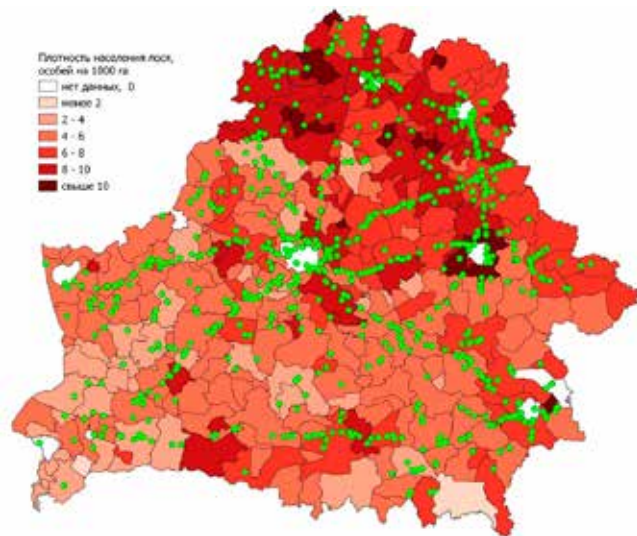 Плотность населения лося,
особей на 1000 га
нет данных, 0
менее 2
2 - 4
4 - 6
6 - 8
8 - 10
свыше 10